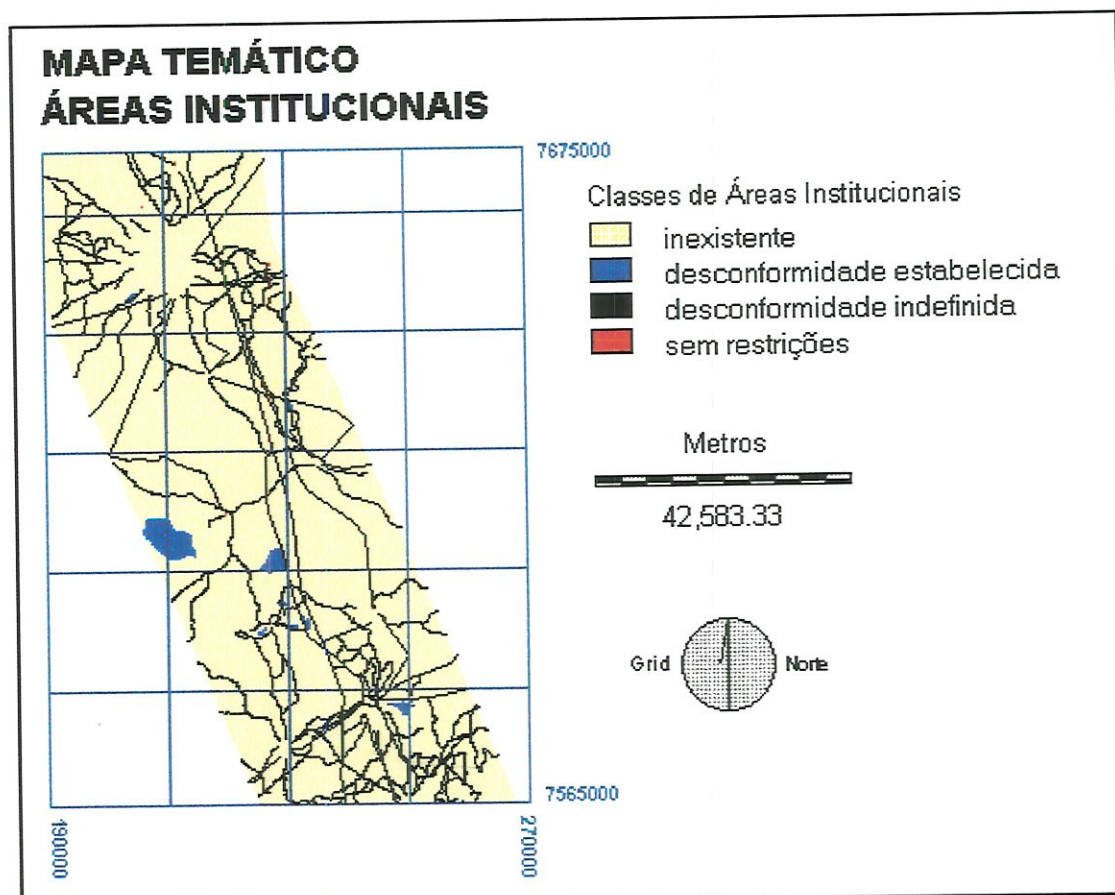 MAPA TEMÁTICO
ÁREAS INSTITUCIONAIS
7675000
Classes de Áreas Institucionais
inexistente
desconformidade estabelecida
desconformidade indefinida
sem restrições
Metros
42,583.33
Grid
Norte
7565000
190000
270000